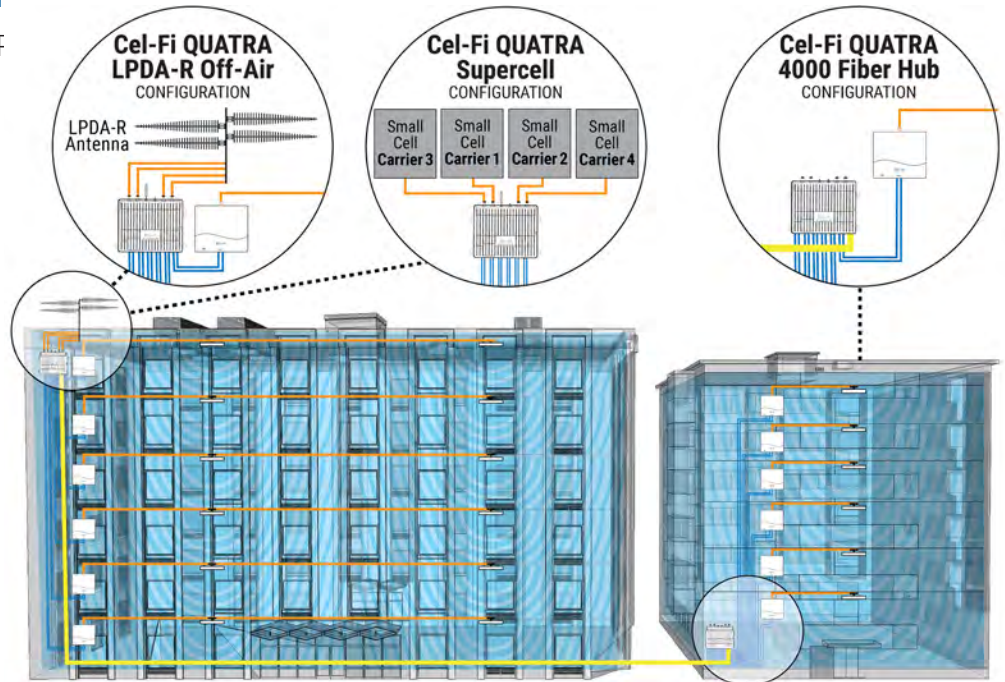 Cel-Fi QUATRA
LPDA-R Off-Air
CONFIGURATION
LPDA-R
Antenna
Cel-Fi QUATRA
Supercell
CONFIGURATION
Small
Cell
Carrier 3
Small
Cell
Carrier 1
Small
Cell
Carrier 2
Small
Cell
Carrier 4
Cel-Fi QUATRA
4000 Fiber Hub
CONFIGURATION